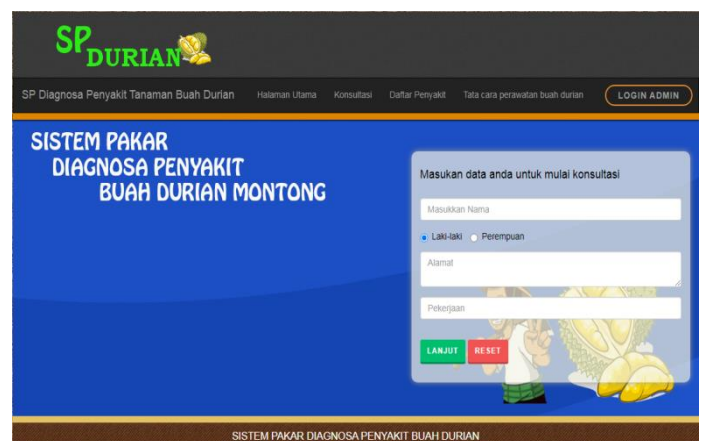 SP
DURIAN
SP Diagnosa Penyakit Tanaman Buah Durian Halaman Utama Konsultasi Daftar Penyakit Tata cara perawatan buah durian LOGIN ADMIN
SISTEM PAKAR
DIAGNOSA PENYAKIT
BUAH DURIAN MONTONG
Masukan data anda untuk mulai konsultasi
Masukkan Nama
Laki-laki Perempuan
Alamat
Pekerjaan
LANJUT RESET
SISTEM PAKAR DIAGNOSA PENYAKIT BUAH DURIAN